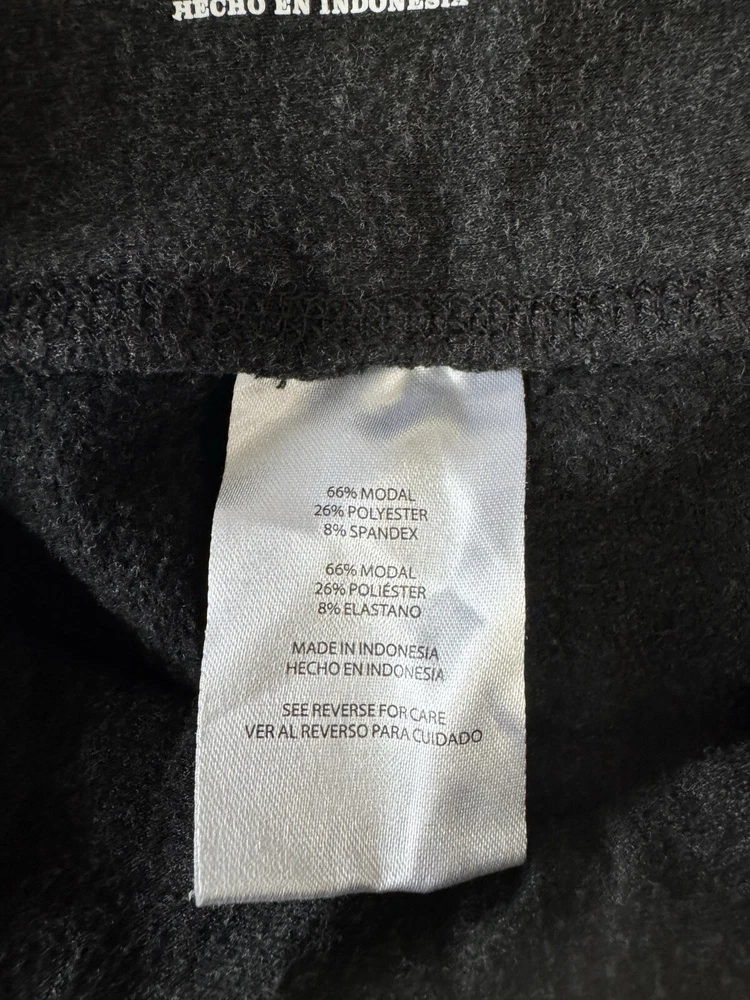 HECHO EN INDONESIA
66% MODAL
26% POLYESTER
8% SPANDEX
66% MODAL
26% POLIÉSTER
8% ELASTANO
MADE IN INDONESIA
HECHO EN INDONESIA
SEE REVERSE FOR CARE
VER AL REVERSO PARA CUIDADO